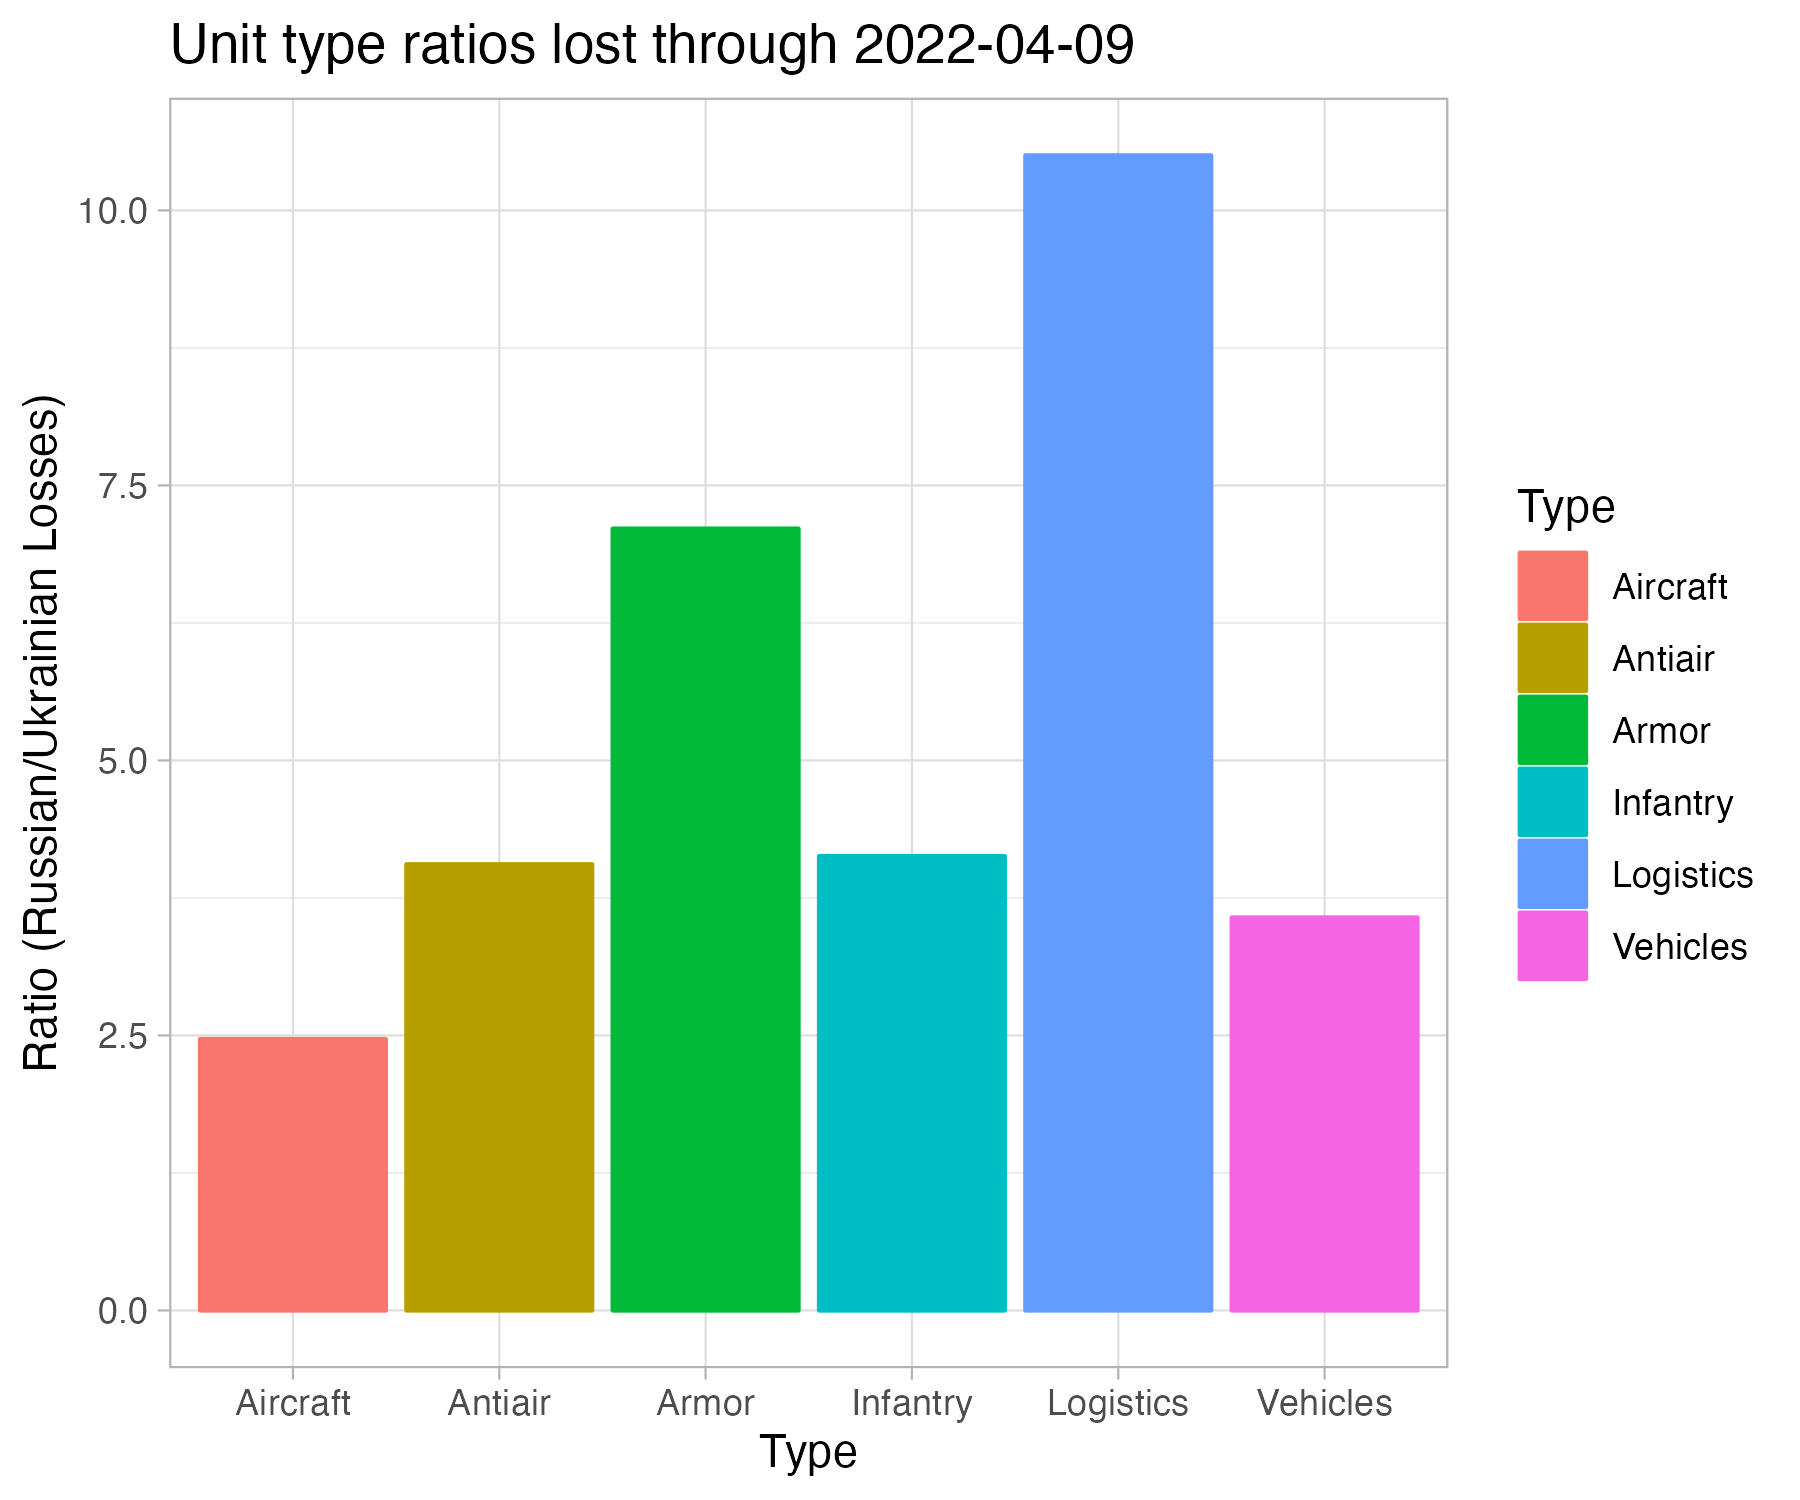 Unit type ratios lost through 2022-04-09
Ratio (Russian/Ukrainian Losses)
10.0
7.5
5.0
2.5
0.0
Aircraft Antiair Armor Infantry Logistics Vehicles
Type
Type
Aircraft
Antiair
Armor
Infantry
Logistics
Vehicles